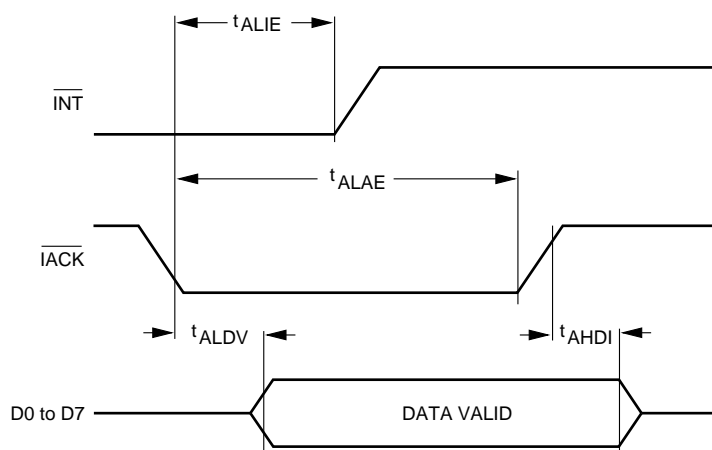 tALIE
INT
tALAE
IACK
tALDV
tAHDI
D0 to D7
DATA VALID